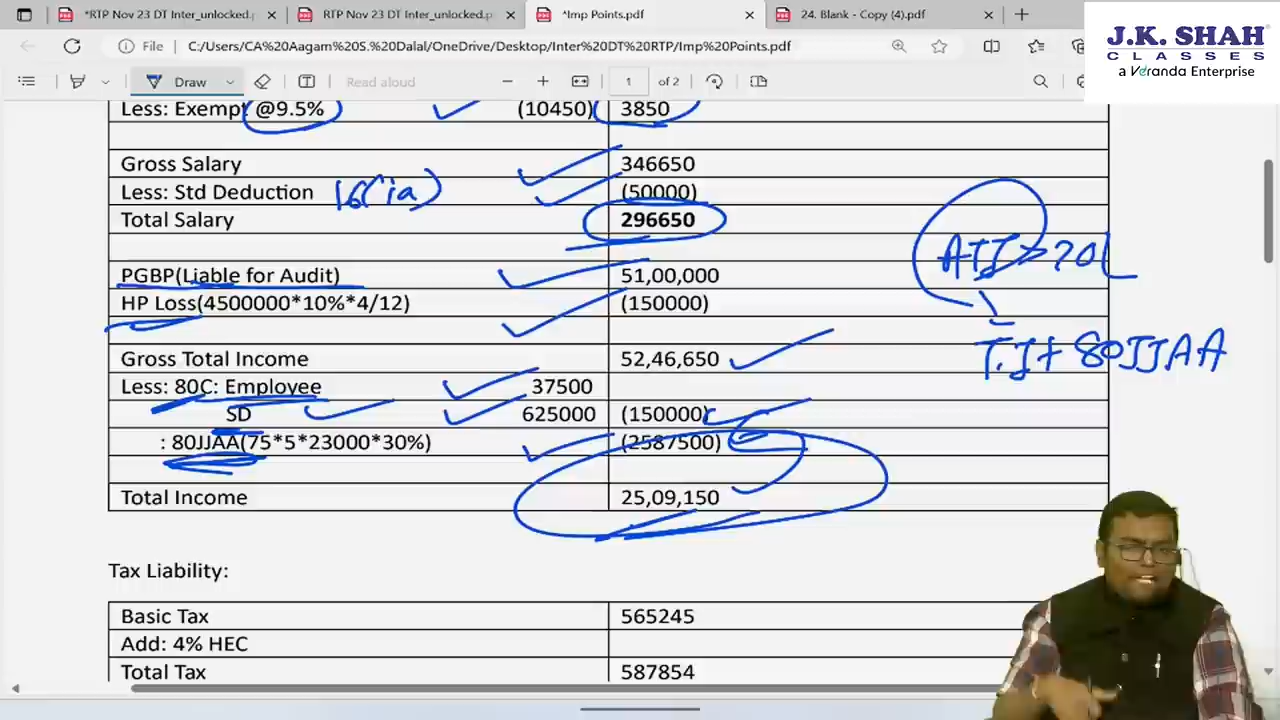 *RTP Nov 23 DT Inter_unlocked.p
RTP Nov 23 DT Inter_unlocked.p
*Imp Points.pdf
24. Blank - Copy (4).pdf
J.K. SHAH
CLASSES
a Veranda Enterprise
File
C:/Users/CA%20Aagam%20S.%20Dalal/OneDrive/Desktop/Inter%20DT%20RTP/Imp%20Points.pdf
Draw
Read aloud
1
of 2
Less: Exempt @9.5% (10450) 3850
Gross Salary 346650
Less: Std Deduction 16(ia) (50000)
Total Salary 296650
ATI > 20L
PGBP(Liable for Audit) 51,00,000
HP Loss(4500000*10%*4/12) (150000)
T.I + 80JJAA
Gross Total Income 52,46,650
Less: 80C: Employee 37500
SD 625000 (150000)
: 80JJAA(75*5*23000*30%) (2587500)
Total Income 25,09,150
Tax Liability:
Basic Tax 565245
Add: 4% HEC
Total Tax 587854